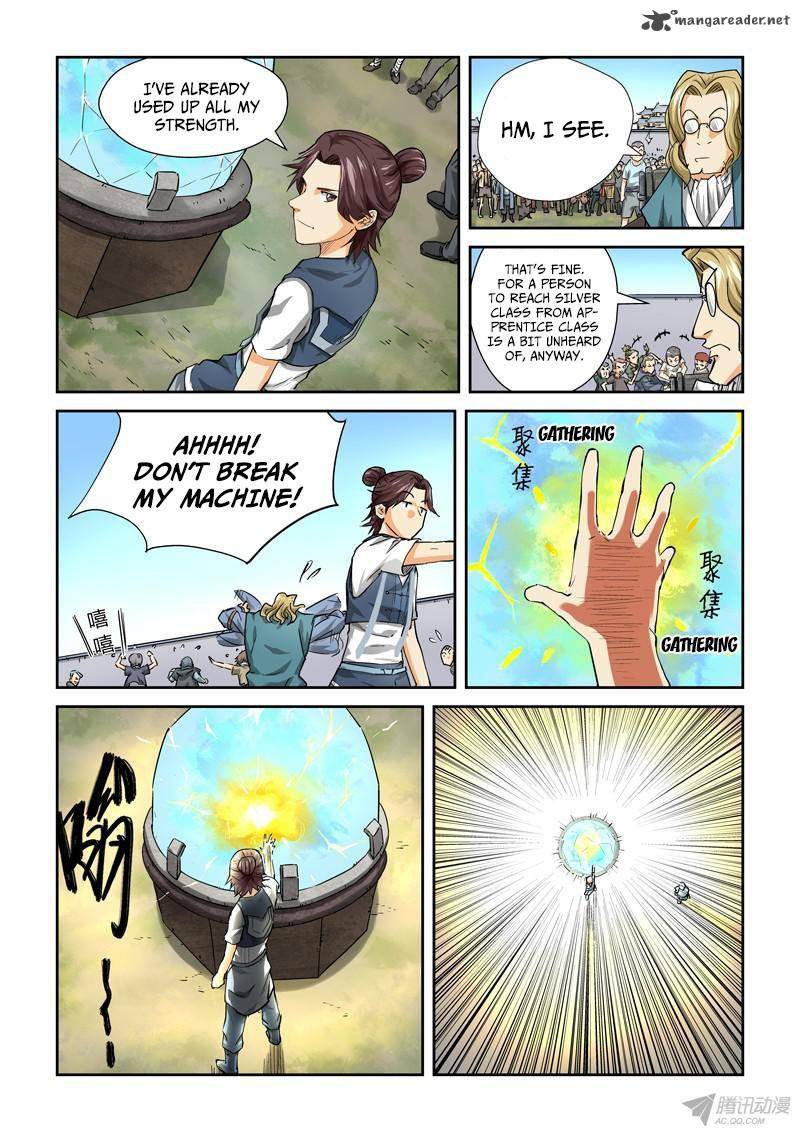 mangareader.net
I'VE ALREADY
USED UP ALL MY
STRENGTH.
HM, I SEE.
THAT'S FINE.
FOR A PERSON
TO REACH SILVER
CLASS FROM AP-
PRENTICE CLASS
IS A BIT UNHEARD
OF, ANYWAY.
AHHHH!
DON'T BREAK
MY MACHINE!
嘻
嘻
聚
集
GATHERING
聚
集
GATHERING
嗡
腾讯动漫
AC.QQ.COM